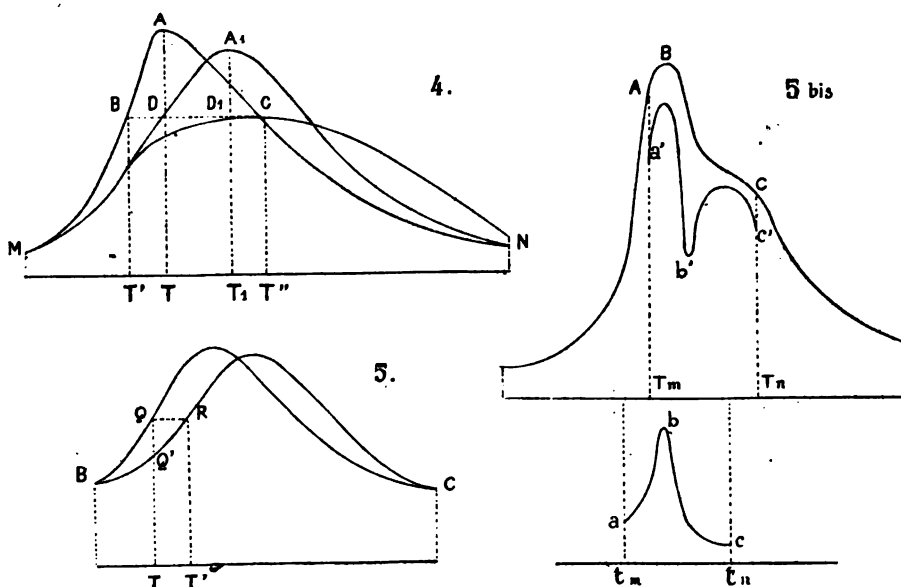 A
A1
4.
B D D1 C
M N
T' T T1 T"
5.
Q R
Q'
B C
T T'
5 bis
B
A
a'
C
c'
b'
Tm Tn
b
a c
tm tn